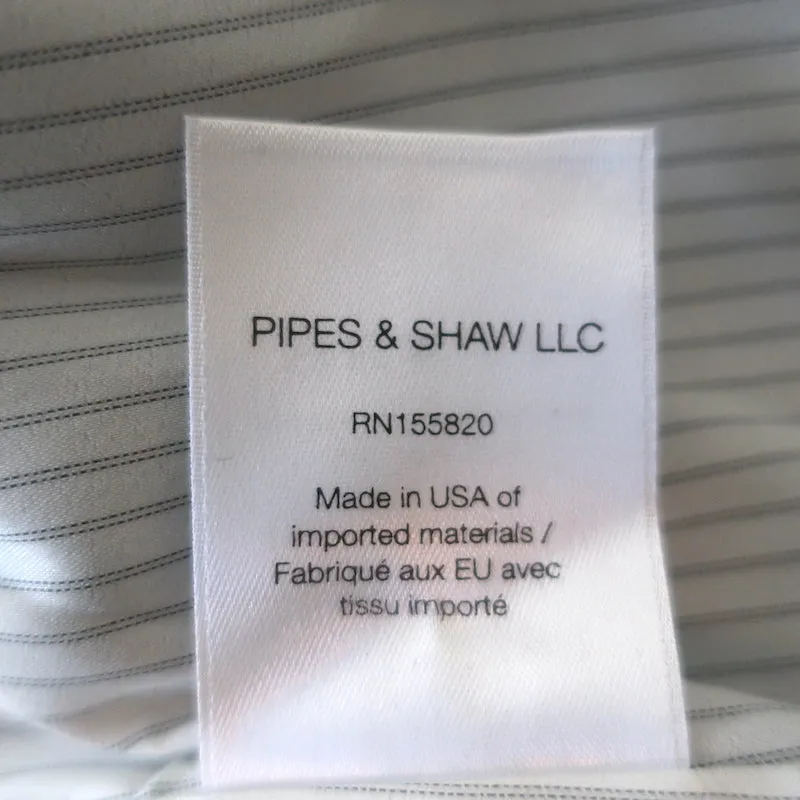 PIPES & SHAW LLC
RN155820
Made in USA of
imported materials /
Fabriqué aux EU avec
tissu importé